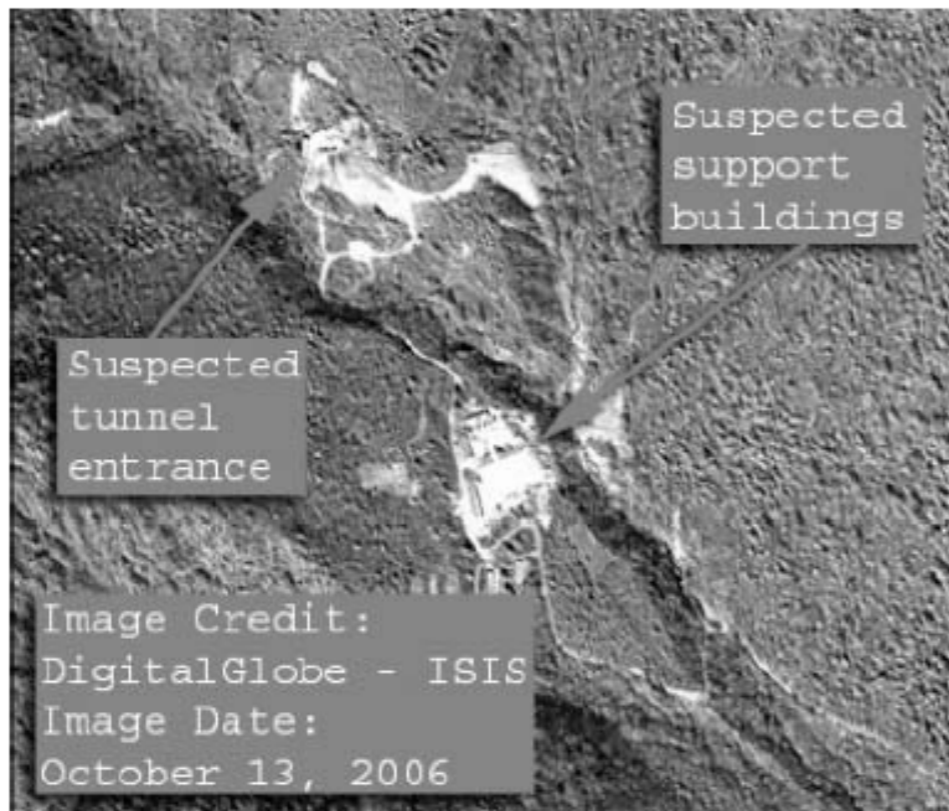 Suspected
support
buildings
Suspected
tunnel
entrance
Image Credit:
DigitalGlobe - ISIS
Image Date:
October 13, 2006